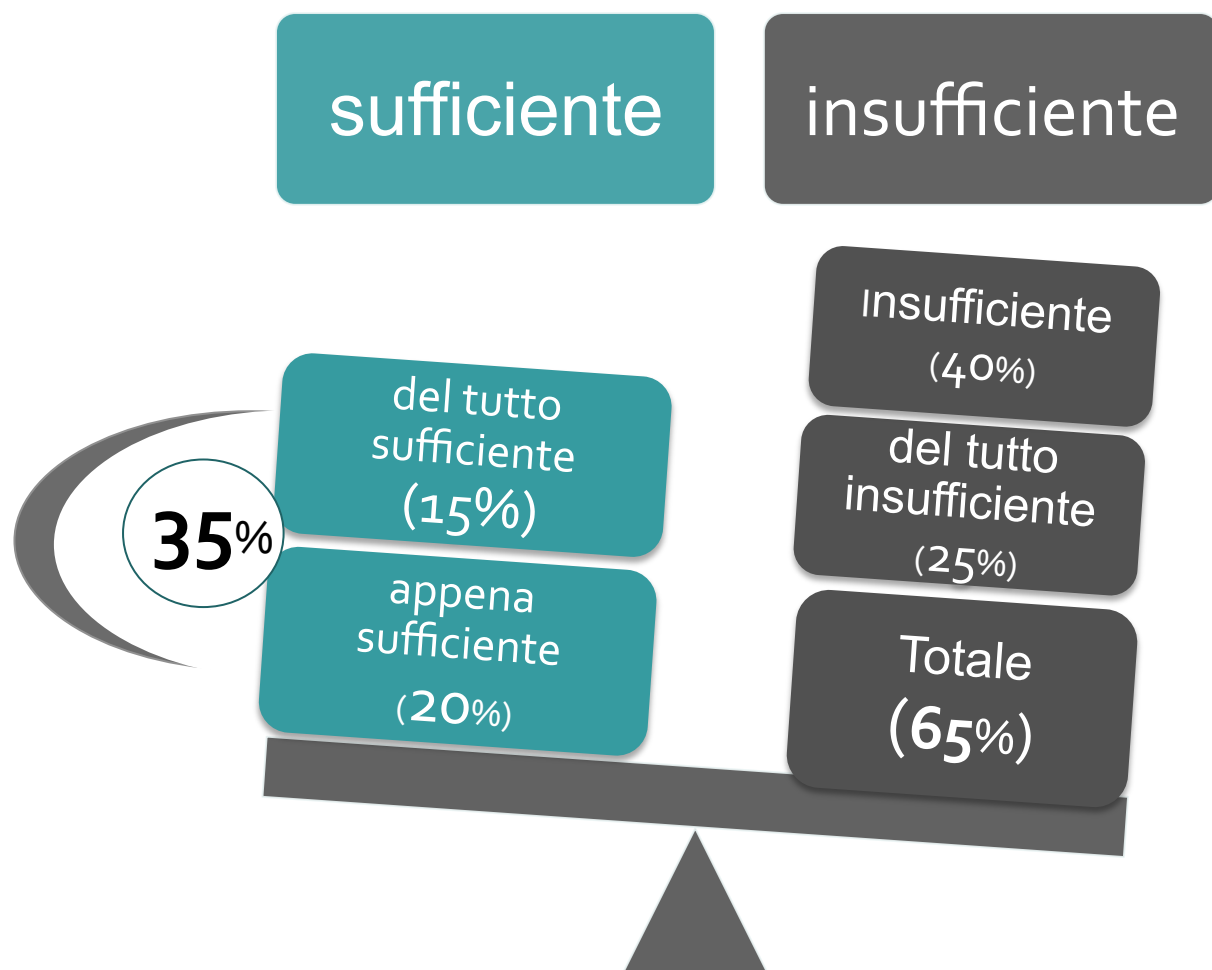 sufficiente
insufficiente
del tutto
sufficiente
(15%)
appena
sufficiente
(20%)
35%
insufficiente
(40%)
del tutto
insufficiente
(25%)
Totale
(65%)